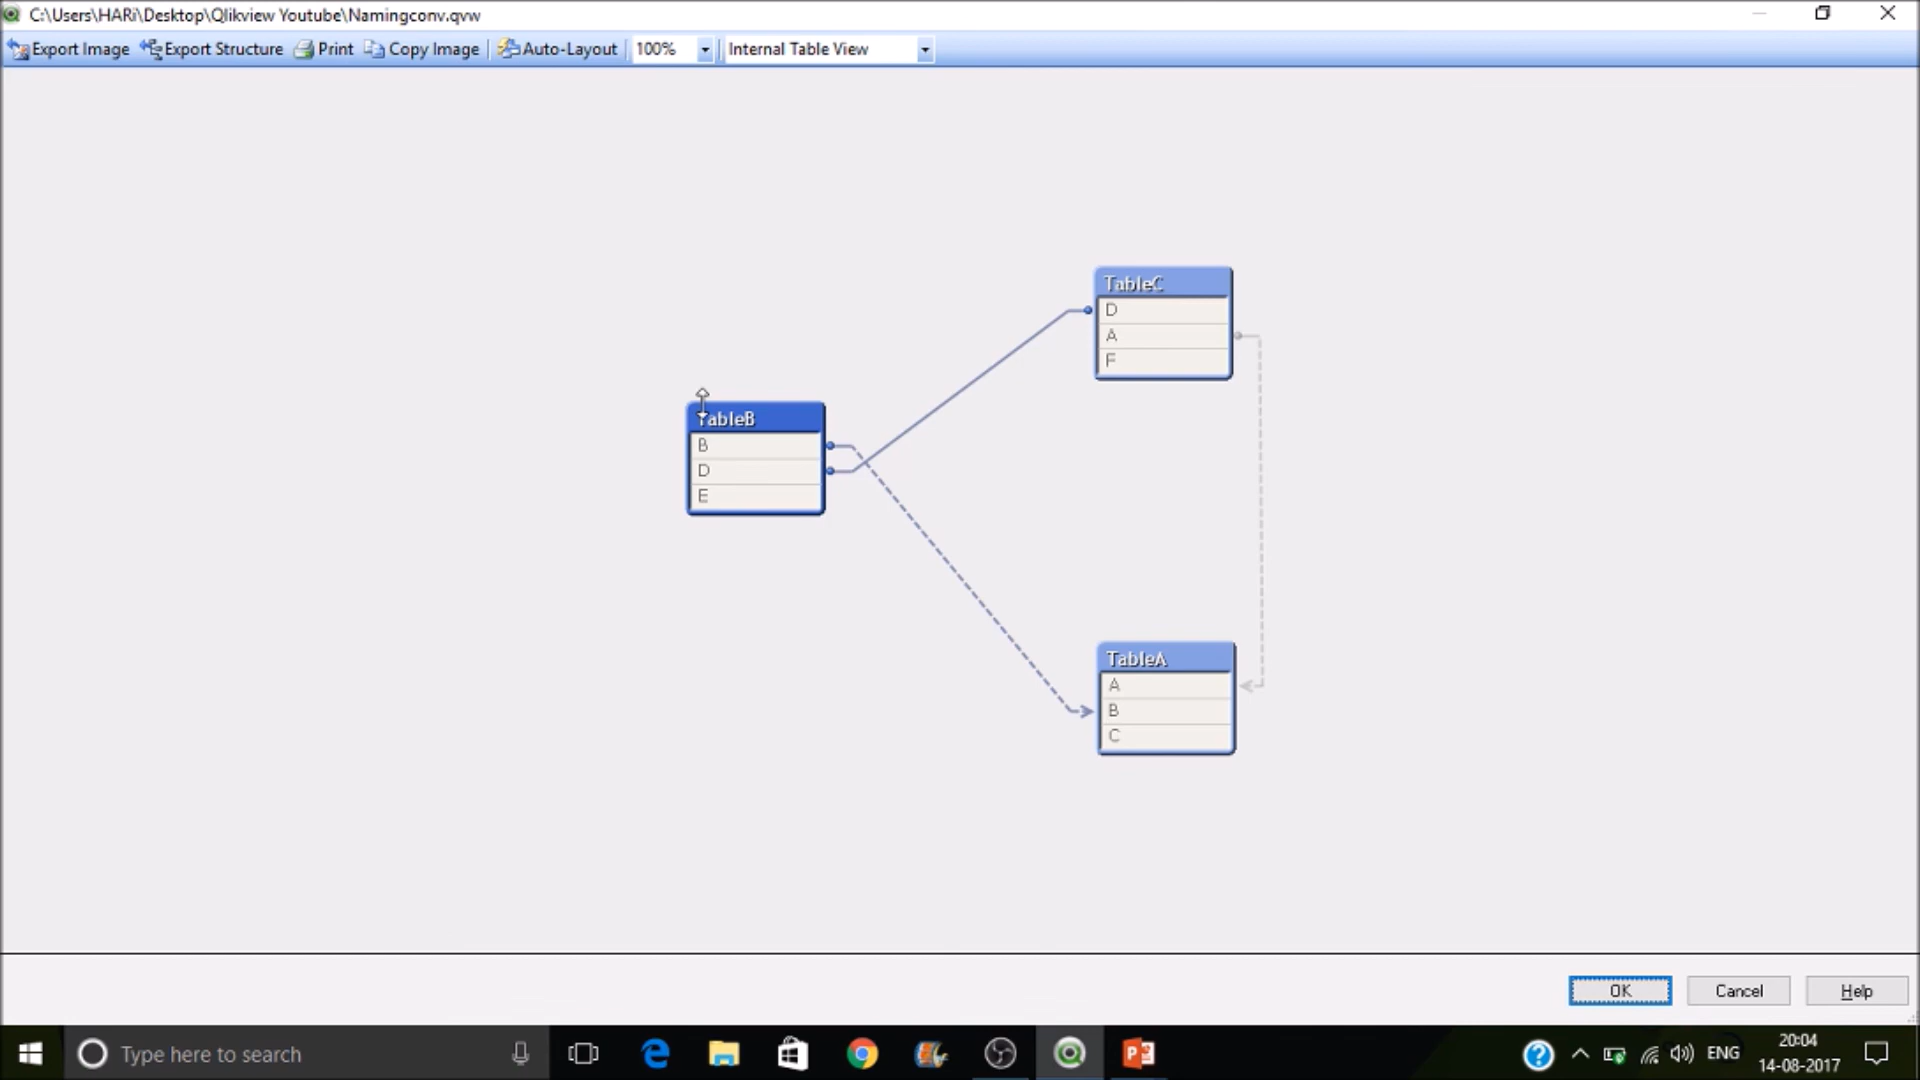 C:\Users\HARi\Desktop\Qlikview Youtube\Namingconv.qvw
Export Image Export Structure Print Copy Image Auto-Layout 100% Internal Table View
TableC
D
A
F
TableB
B
D
E
TableA
A
B
C
OK Cancel Help
Type here to search
ENG
20:04
14-08-2017